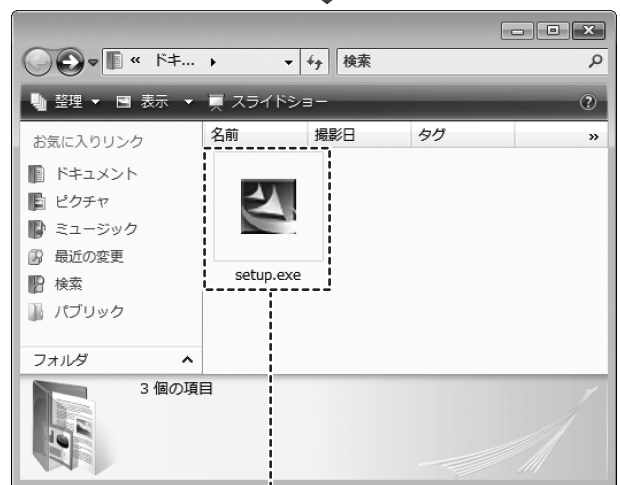 « ドキ...
検索
整理 表示 スライドショー
お気に入りリンク
名前 撮影日 タグ »
ドキュメント
ピクチャ
ミュージック
最近の変更
検索
パブリック
setup.exe
フォルダ
3 個の項目